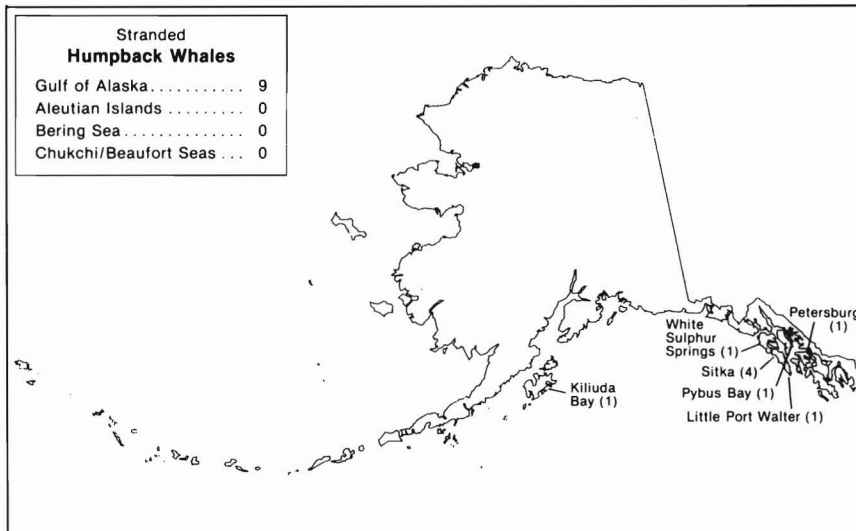 Stranded
Humpback Whales
Gulf of Alaska........... 9
Aleutian Islands ......... 0
Bering Sea............... 0
Chukchi/Beaufort Seas ... 0
Petersburg
(1)
White
Sulphur
Springs (1)
Sitka (4)
Pybus Bay (1)
Little Port Walter (1)
Kiliuda
Bay (1)